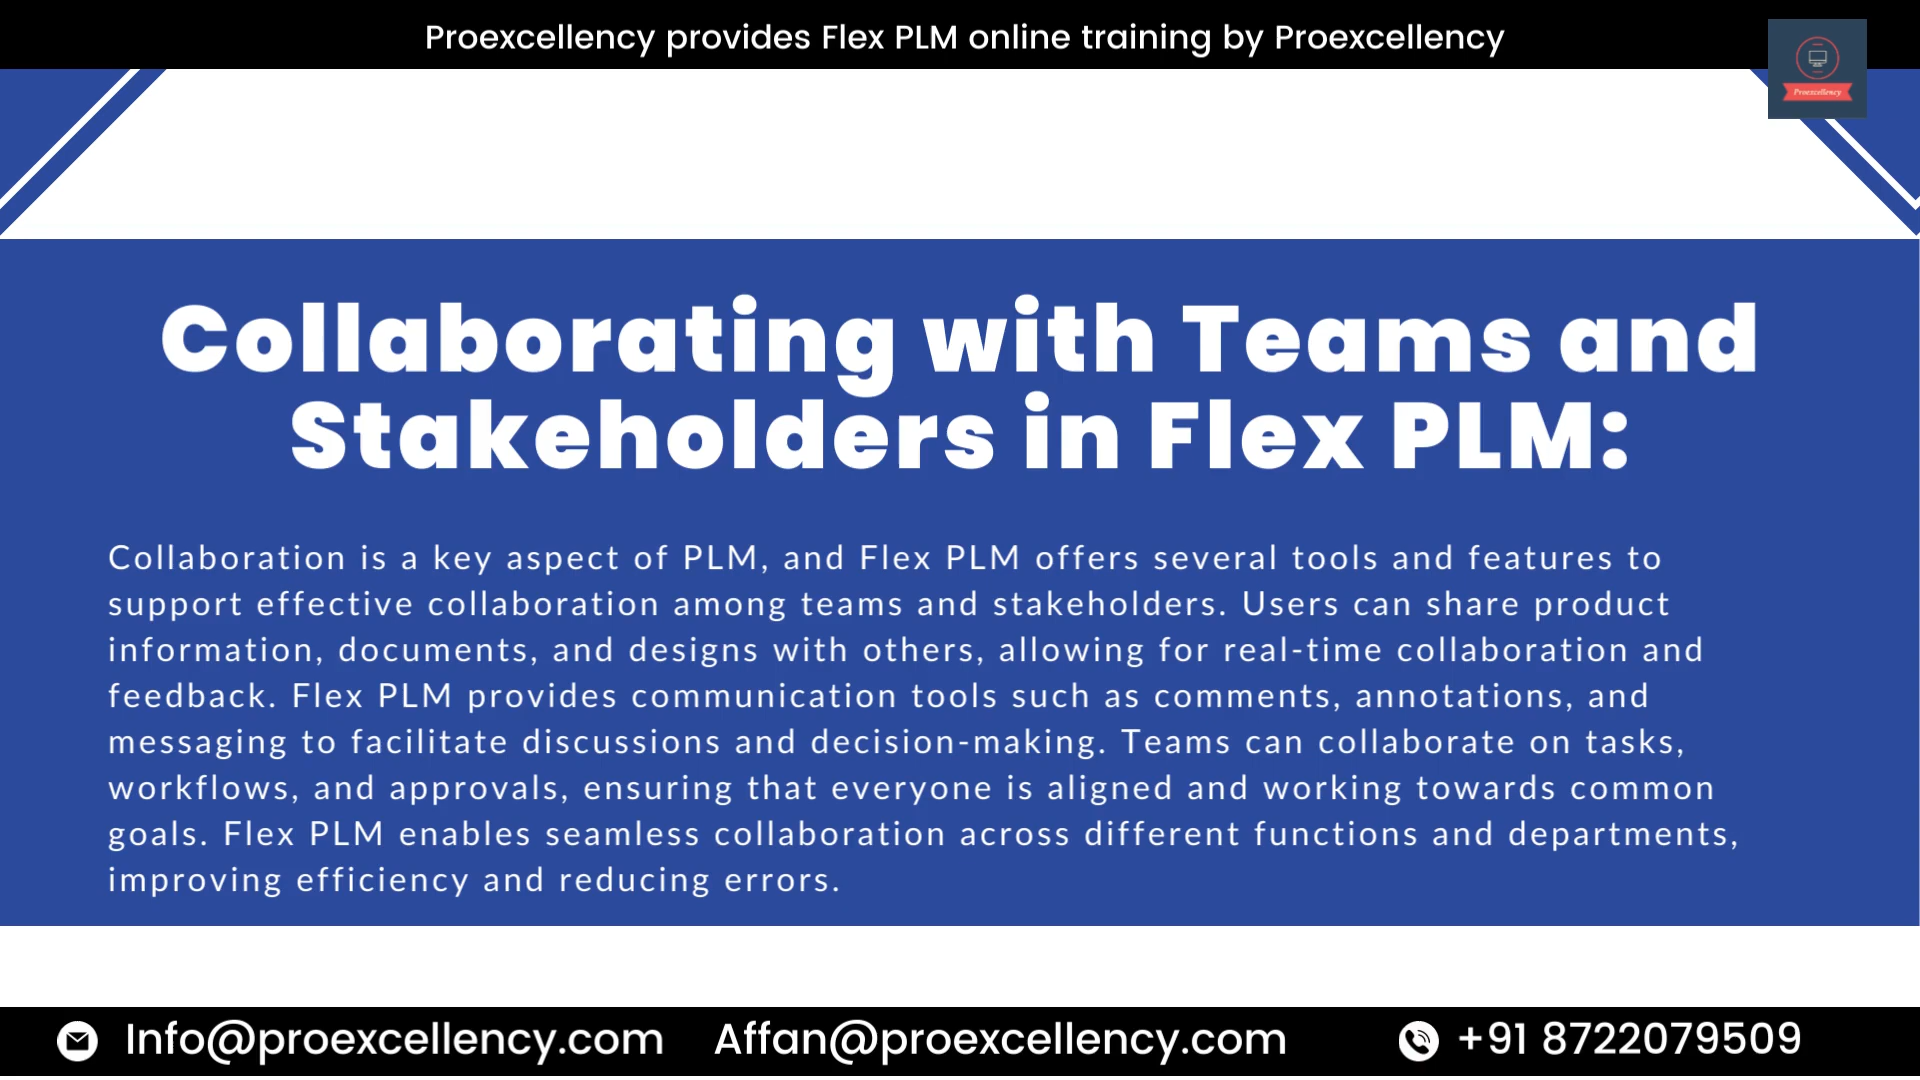 Proexcellency provides Flex PLM online training by Proexcellency
Proexcellency
Collaborating with Teams and
Stakeholders in Flex PLM:
Collaboration is a key aspect of PLM, and Flex PLM offers several tools and features to
support effective collaboration among teams and stakeholders. Users can share product
information, documents, and designs with others, allowing for real-time collaboration and
feedback. Flex PLM provides communication tools such as comments, annotations, and
messaging to facilitate discussions and decision-making. Teams can collaborate on tasks,
workflows, and approvals, ensuring that everyone is aligned and working towards common
goals. Flex PLM enables seamless collaboration across different functions and departments,
improving efficiency and reducing errors.
Info@proexcellency.com Affan@proexcellency.com +91 8722079509